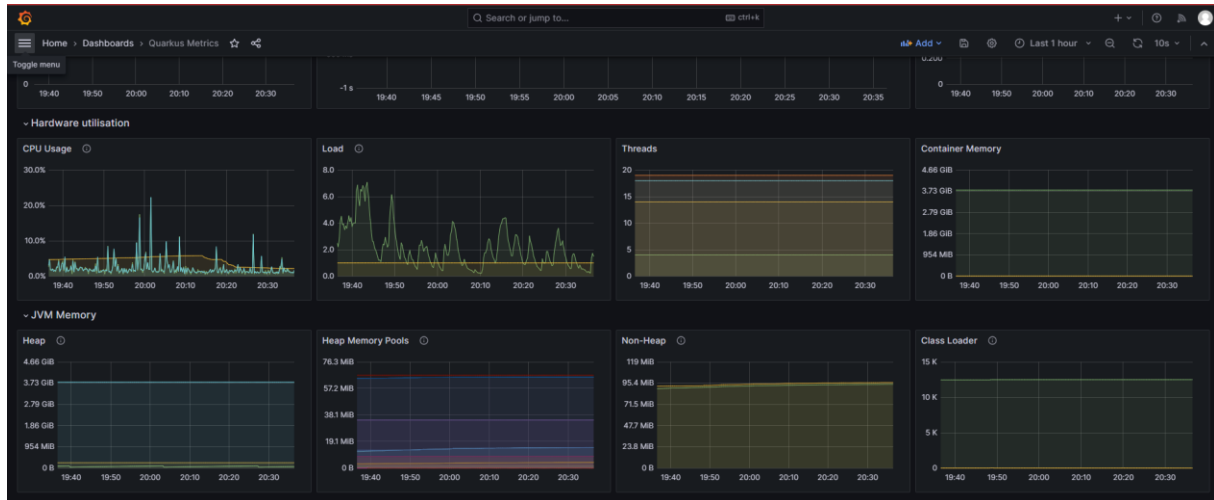 Search or jump to... ctrl+k
Home › Dashboards › Quarkus Metrics Add Last 1 hour 10s
Toggle menu
0 19:40 19:50 20:00 20:10 20:20 20:30
-1 s 19:40 19:45 19:50 19:55 20:00 20:05 20:10 20:15 20:20 20:25 20:30 20:35
0.200
0 19:40 19:50 20:00 20:10 20:20 20:30
Hardware utilisation
CPU Usage
30.0%
20.0%
10.0%
0.0%
19:40 19:50 20:00 20:10 20:20 20:30
Load
8.0
6.0
4.0
2.0
0.0
19:40 19:50 20:00 20:10 20:20 20:30
Threads
20
15
10
5
0
19:40 19:50 20:00 20:10 20:20 20:30
Container Memory
4.66 GiB
3.73 GiB
2.79 GiB
1.86 GiB
954 MiB
0 B
19:40 19:50 20:00 20:10 20:20 20:30
JVM Memory
Heap
4.66 GiB
3.73 GiB
2.79 GiB
1.86 GiB
954 MiB
0 B
19:40 19:50 20:00 20:10 20:20 20:30
Heap Memory Pools
76.3 MiB
57.2 MiB
38.1 MiB
19.1 MiB
0 B
19:40 19:50 20:00 20:10 20:20 20:30
Non-Heap
119 MiB
95.4 MiB
71.5 MiB
47.7 MiB
23.8 MiB
0 B
19:40 19:50 20:00 20:10 20:20 20:30
Class Loader
15 K
10 K
5 K
0
19:40 19:50 20:00 20:10 20:20 20:30